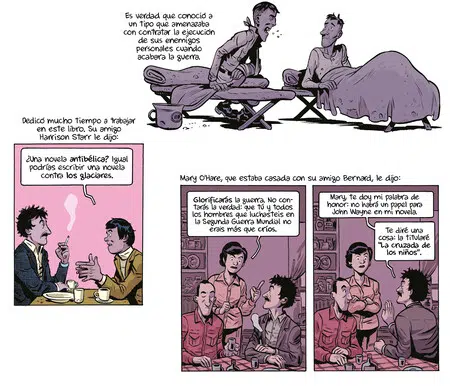 Es verdad que conoció a
un tipo que amenazaba
con contratar la ejecución
de sus enemigos
personales cuando
acabara la guerra.
Dedicó mucho tiempo a trabajar
en este libro. Su amigo
Harrison Starr le dijo:
¿Una novela antibélica? Igual
podrías escribir una novela
contra los glaciares.
Mary O'Hare, que estaba casada con su amigo Bernard, le dijo:
Glorificarás la guerra. No con-
tarás la verdad: que tú y todos
los hombres que luchasteis en
la Segunda Guerra Mundial
no erais más que críos.
Mary, te doy mi palabra de
honor: no habrá un papel para
John Wayne en mi novela.
Te diré una
cosa: la titularé
"La cruzada de
los niños".